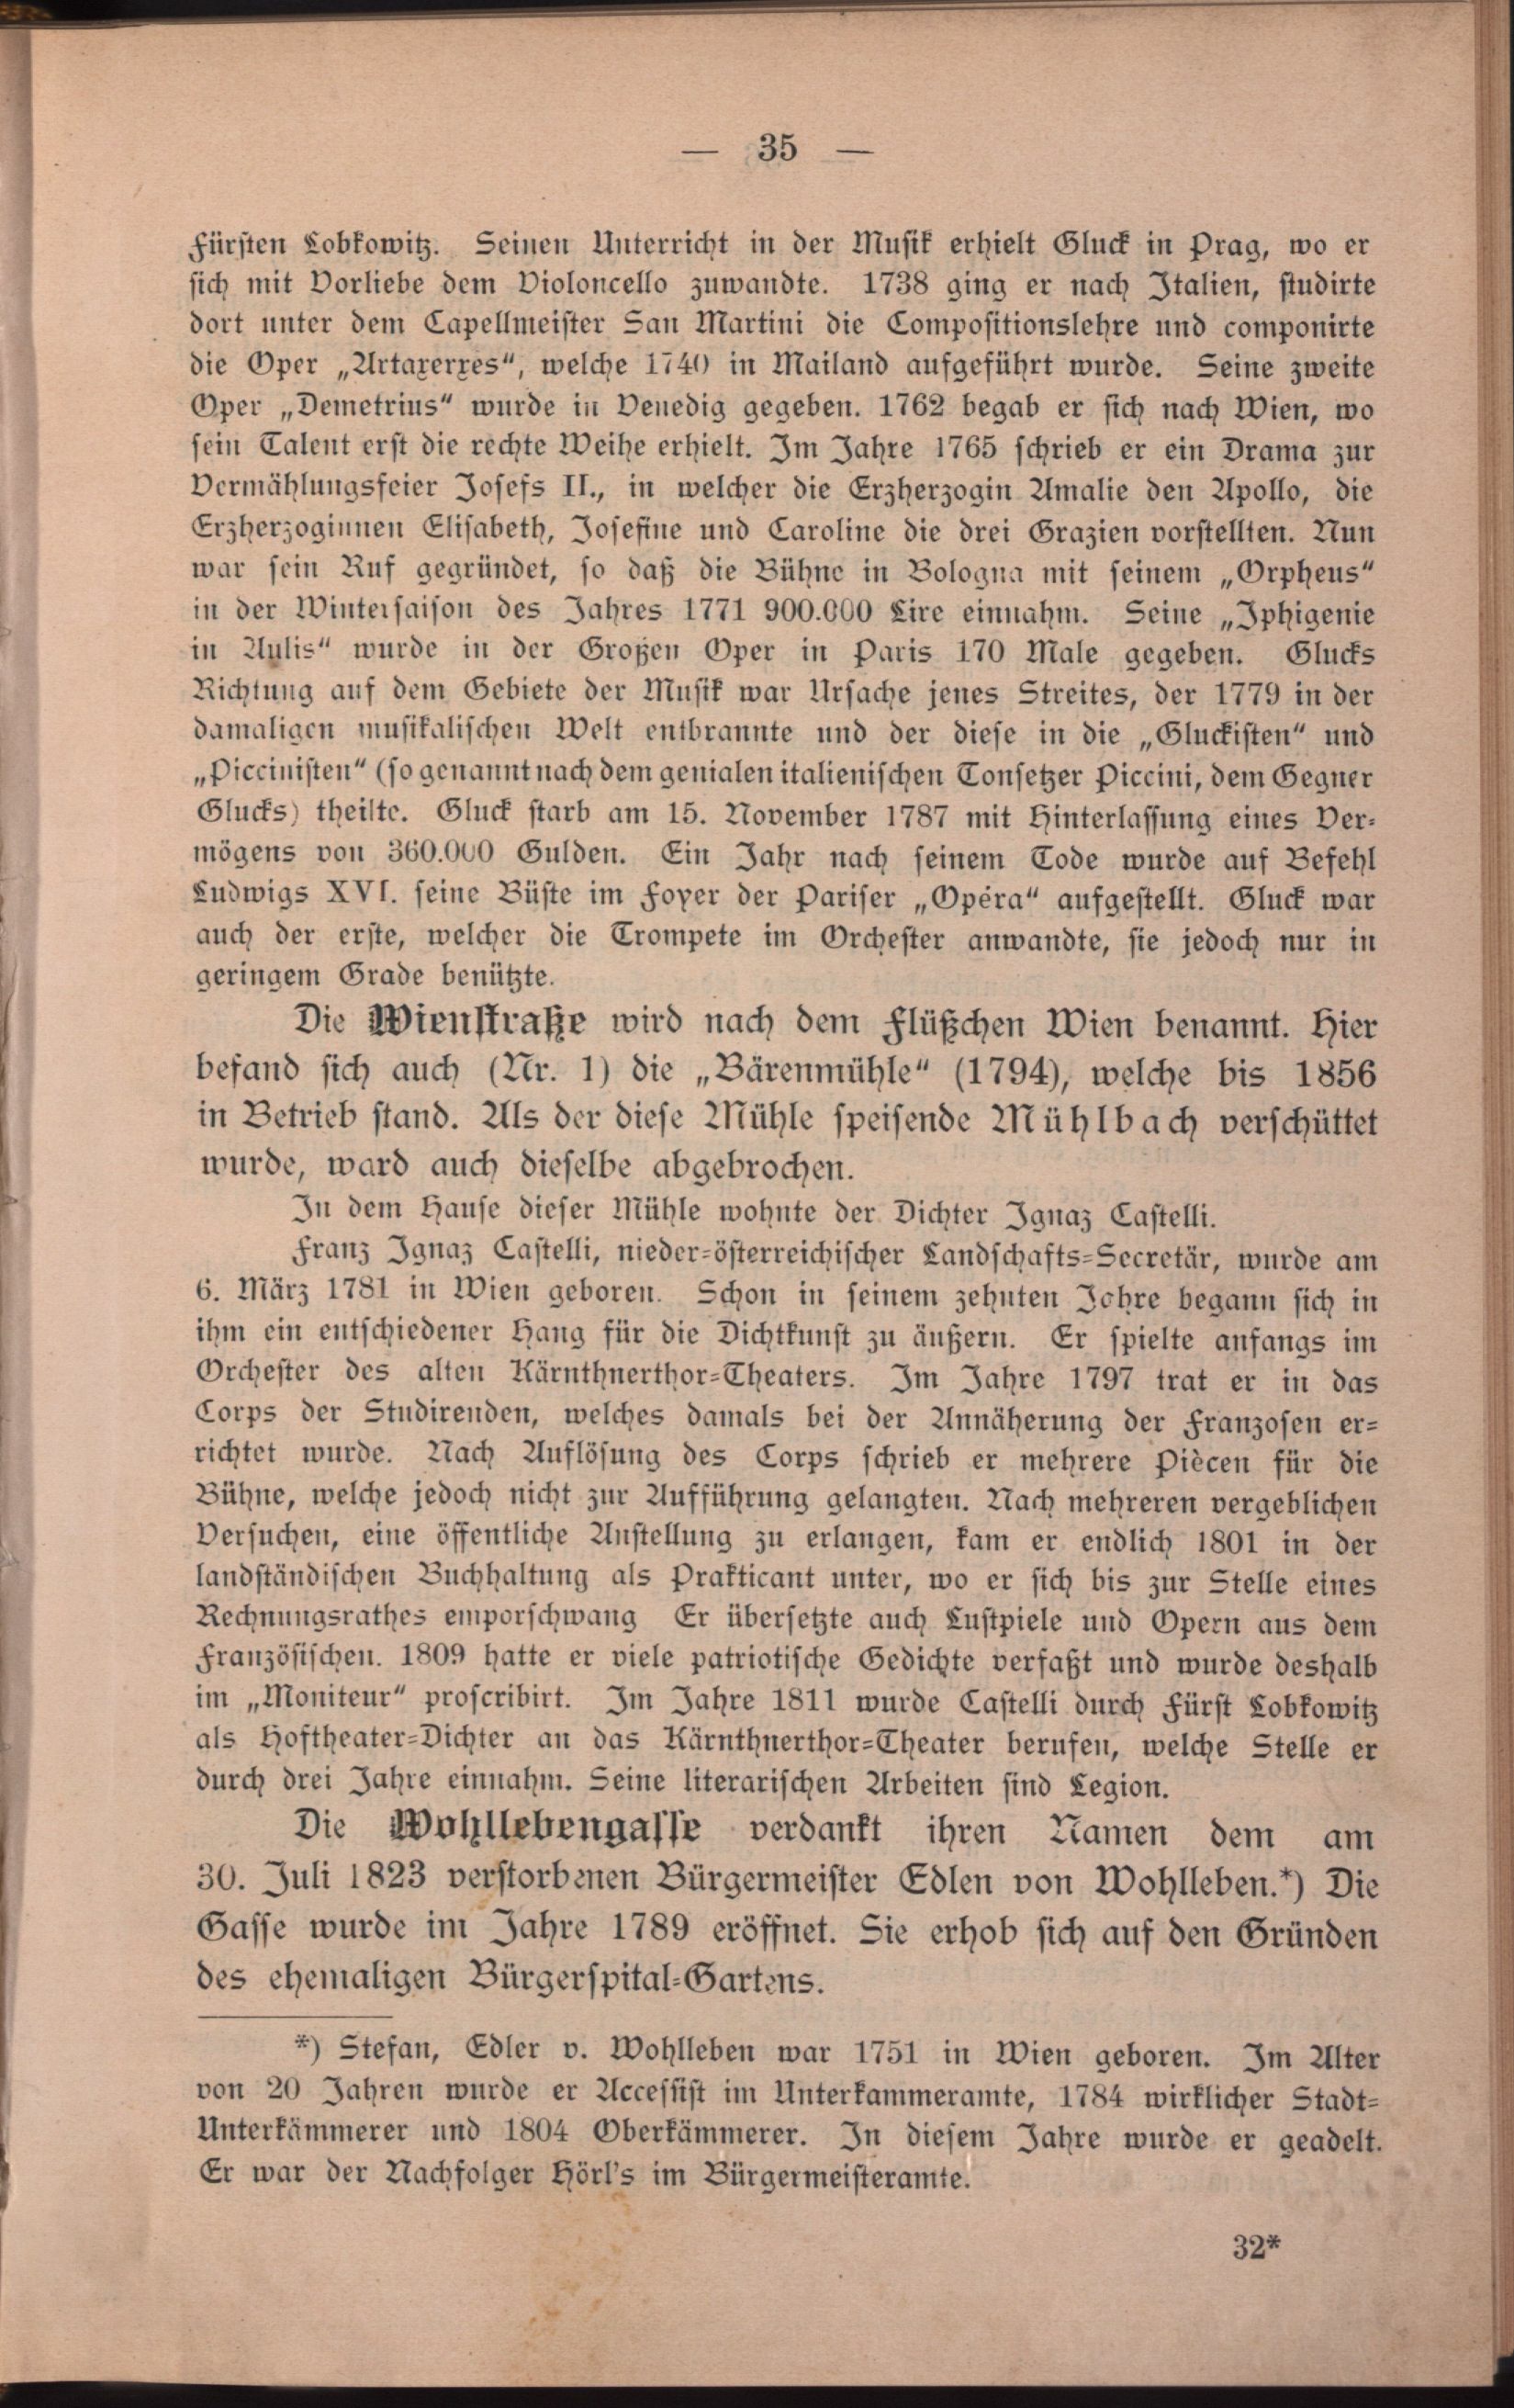 — 35 —
Fürsten Lobkowitz. Seinen Unterricht in der Musik erhielt Gluck in Prag, wo er
sich mit Vorliebe dem Violoncello zuwandte. 1738 ging er nach Italien, studirte
dort unter dem Capellmeister San Martini die Compositionslehre und componirte
die Oper „Artaxerxes“, welche 1740 in Mailand aufgeführt wurde. Seine zweite
Oper „Demetrius“ wurde in Venedig gegeben. 1762 begab er sich nach Wien, wo
sein Talent erst die rechte Weihe erhielt. Im Jahre 1765 schrieb er ein Drama zur
Vermählungsfeier Josefs II., in welcher die Erzherzogin Amalie den Apollo, die
Erzherzoginnen Elisabeth, Josefine und Caroline die drei Grazien vorstellten. Nun
war sein Ruf gegründet, so daß die Bühne in Bologna mit seinem „Orpheus“
in der Wintersaison des Jahres 1771 900.000 Lire einnahm. Seine „Iphigenie
in Aulis“ wurde in der Großen Oper in Paris 170 Male gegeben. Glucks
Richtung auf dem Gebiete der Musik war Ursache jenes Streites, der 1779 in der
damaligen musikalischen Welt entbrannte und der diese in die „Gluckisten“ und
„Piccinisten“ (so genannt nach dem genialen italienischen Tonsetzer Piccini, dem Gegner
Glucks) theilte. Gluck starb am 15. November 1787 mit Hinterlassung eines Ver-
mögens von 360.000 Gulden. Ein Jahr nach seinem Tode wurde auf Befehl
Ludwigs XVI. seine Büste im Foyer der Pariser „Opéra“ aufgestellt. Gluck war
auch der erste, welcher die Trompete im Orchester anwandte, sie jedoch nur in
geringem Grade benützte.
Die Wienstraße wird nach dem Flüßchen Wien benannt. Hier
befand sich auch (Nr. 1) die „Bärenmühle“ (1794), welche bis 1856
in Betrieb stand. Als der diese Mühle speisende Mühlbach verschüttet
wurde, ward auch dieselbe abgebrochen.
In dem Hause dieser Mühle wohnte der Dichter Ignaz Castelli.
Franz Ignaz Castelli, nieder-österreichischer Landschafts-Secretär, wurde am
6. März 1781 in Wien geboren. Schon in seinem zehnten Johre begann sich in
ihm ein entschiedener Hang für die Dichtkunst zu äußern. Er spielte anfangs im
Orchester des alten Kärnthnerthor-Theaters. Im Jahre 1797 trat er in das
Corps der Studirenden, welches damals bei der Annäherung der Franzosen er-
richtet wurde. Nach Auflösung des Corps schrieb er mehrere Piècen für die
Bühne, welche jedoch nicht zur Aufführung gelangten. Nach mehreren vergeblichen
Versuchen, eine öffentliche Anstellung zu erlangen, kam er endlich 1801 in der
landständischen Buchhaltung als Prakticant unter, wo er sich bis zur Stelle eines
Rechnungsrathes emporschwang Er übersetzte auch Lustpiele und Opern aus dem
Französischen. 1809 hatte er viele patriotische Gedichte verfaßt und wurde deshalb
im „Moniteur“ proscribirt. Im Jahre 1811 wurde Castelli durch Fürst Lobkowitz
als Hoftheater-Dichter an das Kärnthnerthor-Theater berufen, welche Stelle er
durch drei Jahre einnahm. Seine literarischen Arbeiten sind Legion.
Die Wohllebengasse verdankt ihren Namen dem am
30. Juli 1823 verstorbenen Bürgermeister Edlen von Wohlleben.*) Die
Gasse wurde im Jahre 1789 eröffnet. Sie erhob sich auf den Gründen
des ehemaligen Bürgerspital-Gartens.
*) Stefan, Edler v. Wohlleben war 1751 in Wien geboren. Im Alter
von 20 Jahren wurde er Accessist im Unterkammeramte, 1784 wirklicher Stadt-
Unterkämmerer und 1804 Oberkämmerer. In diesem Jahre wurde er geadelt.
Er war der Nachfolger Hörl's im Bürgermeisteramte.
32*